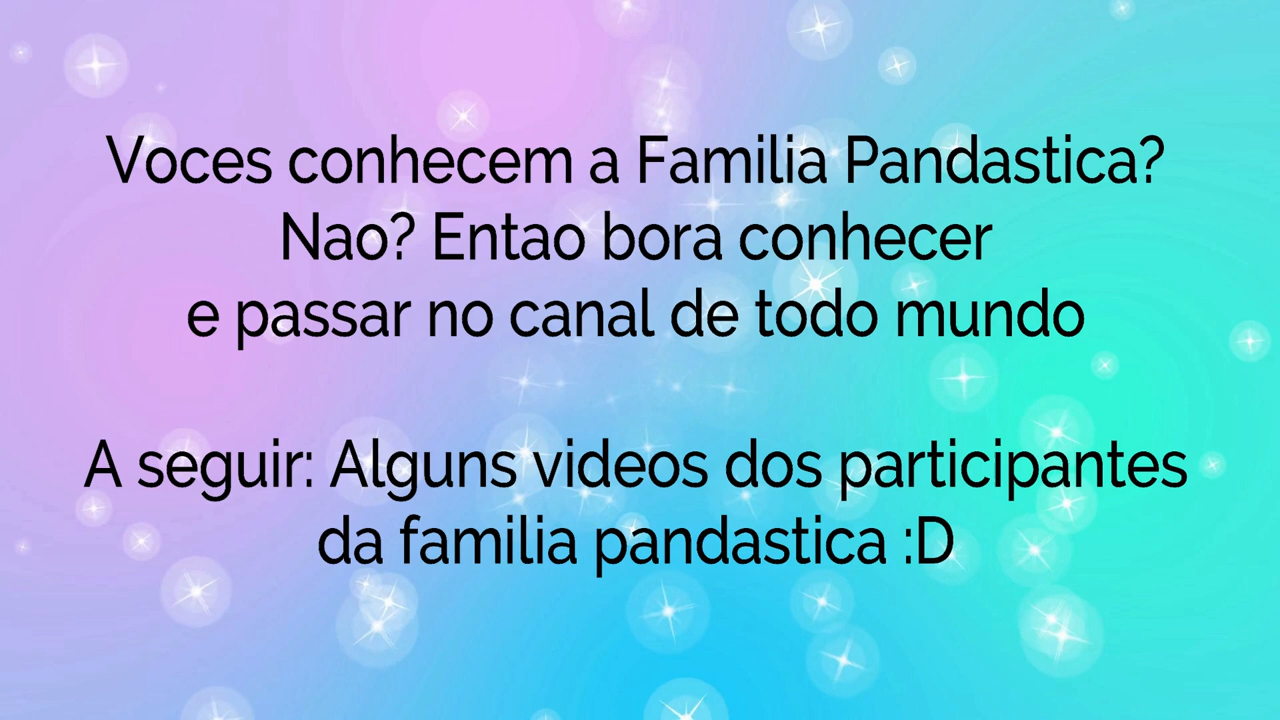 Voces conhecem a Familia Pandastica?
Nao? Entao bora conhecer
e passar no canal de todo mundo
A seguir: Alguns videos dos participantes
da familia pandastica :D